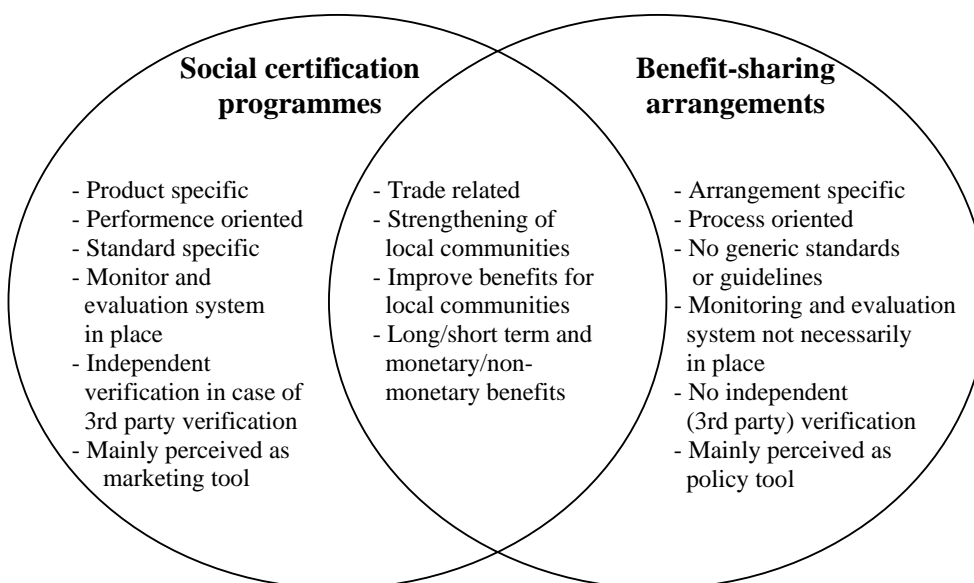 Social certification
programmes
- Product specific
- Performence oriented
- Standard specific
- Monitor and
evaluation system
in place
- Independent
verification in case of
3rd party verification
- Mainly perceived as
marketing tool
- Trade related
- Strengthening of
local communities
- Improve benefits for
local communities
- Long/short term and
monetary/non-
monetary benefits
Benefit-sharing
arrangements
- Arrangement specific
- Process oriented
- No generic standards
or guidelines
- Monitoring and evaluation
system not necessarily
in place
- No independent
(3rd party) verification
- Mainly perceived as
policy tool